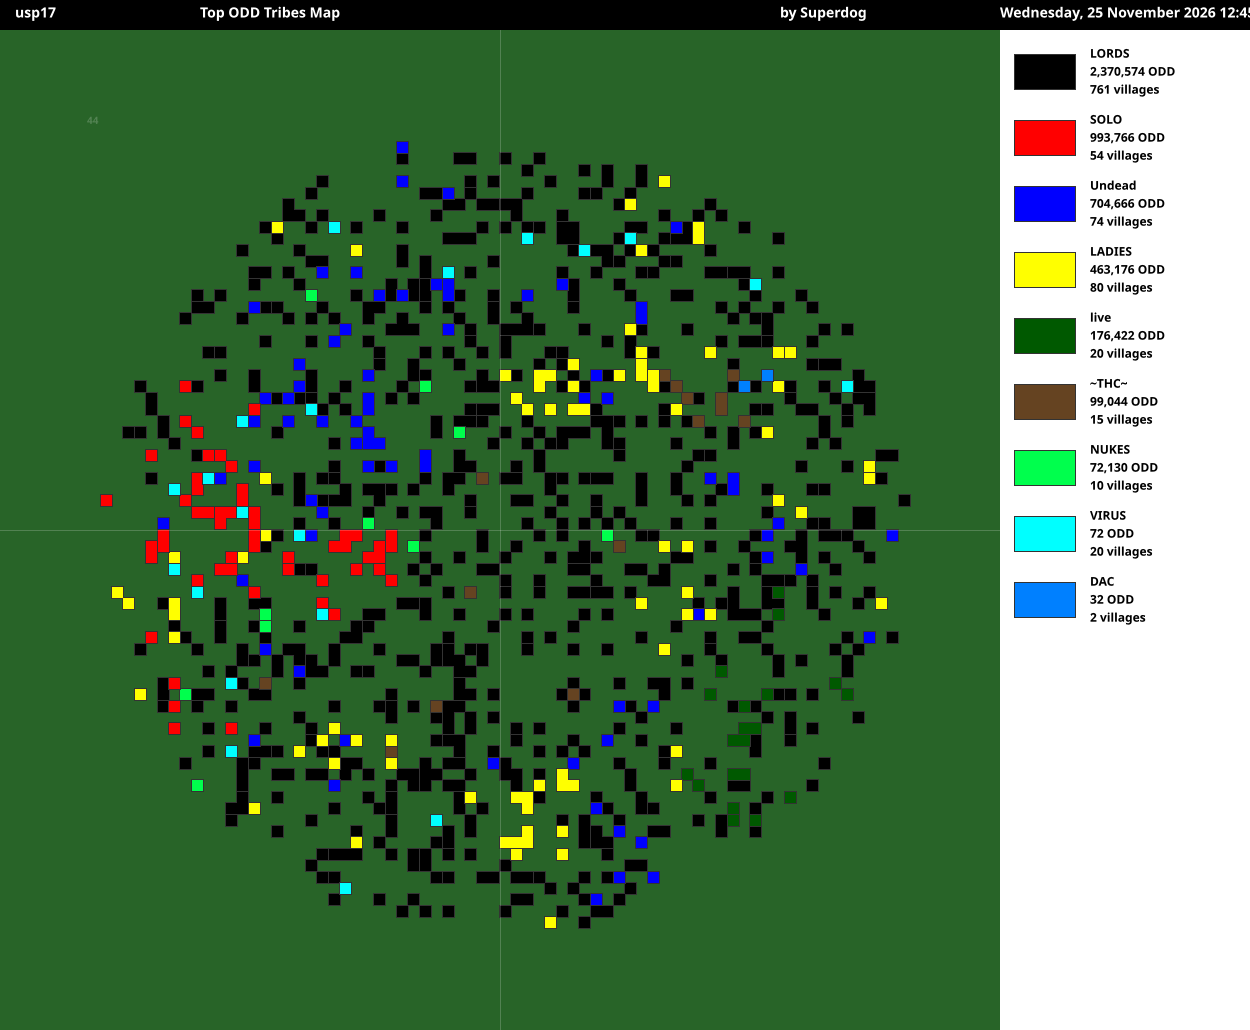 usp17 Top ODD Tribes Map by Superdog Wednesday, 25 November 2026 12:45
44
LORDS
2,370,574 ODD
761 villages
SOLO
993,766 ODD
54 villages
Undead
704,666 ODD
74 villages
LADIES
463,176 ODD
80 villages
live
176,422 ODD
20 villages
~THC~
99,044 ODD
15 villages
NUKES
72,130 ODD
10 villages
VIRUS
72 ODD
20 villages
DAC
32 ODD
2 villages